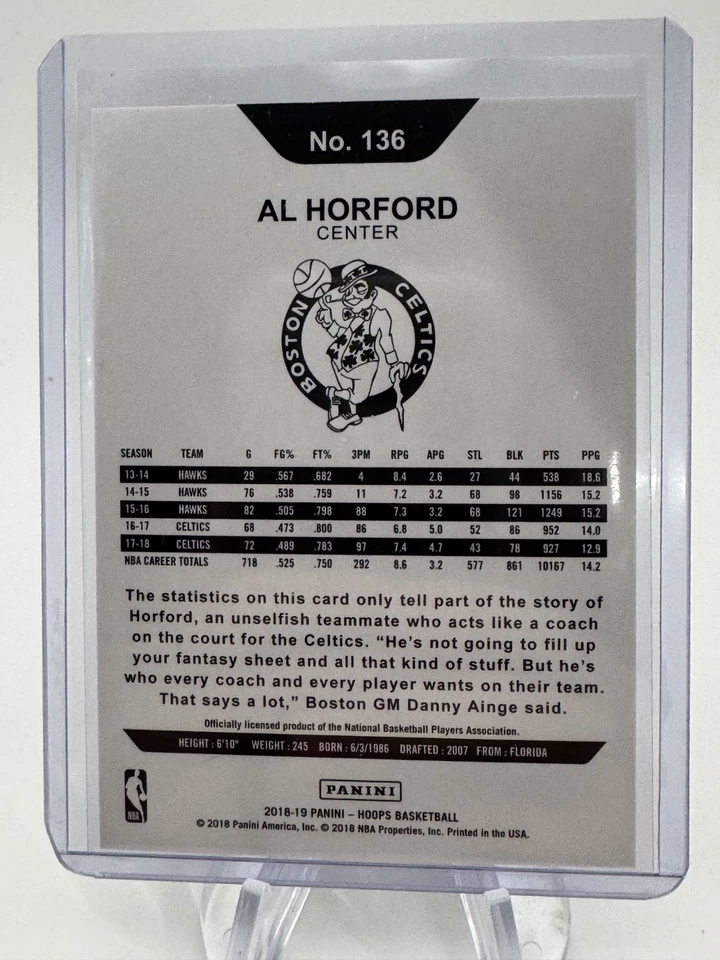 No. 136
AL HORFORD
CENTER
BOSTON CELTICS
SEASON TEAM G FG% FT% 3PM RPG APG STL BLK PTS PPG
13-14 HAWKS 29 .567 .682 4 8.4 2.6 27 44 538 18.6
14-15 HAWKS 76 .538 .759 11 7.2 3.2 68 98 1156 15.2
15-16 HAWKS 82 .505 .798 88 7.3 3.2 68 121 1249 15.2
16-17 CELTICS 68 .473 .800 86 6.8 5.0 52 86 952 14.0
17-18 CELTICS 72 .489 .783 97 7.4 4.7 43 78 927 12.9
NBA CAREER TOTALS 718 .525 .750 292 8.6 3.2 577 861 10167 14.2
The statistics on this card only tell part of the story of
Horford, an unselfish teammate who acts like a coach
on the court for the Celtics. “He’s not going to fill up
your fantasy sheet and all that kind of stuff. But he’s
who every coach and every player wants on their team.
That says a lot,” Boston GM Danny Ainge said.
Officially licensed product of the National Basketball Players Association.
HEIGHT : 6'10" WEIGHT : 245 BORN : 6/3/1986 DRAFTED : 2007 FROM : FLORIDA
PANINI
NBA
2018-19 PANINI – HOOPS BASKETBALL
© 2018 Panini America, Inc. © 2018 NBA Properties, Inc. Printed in the USA.